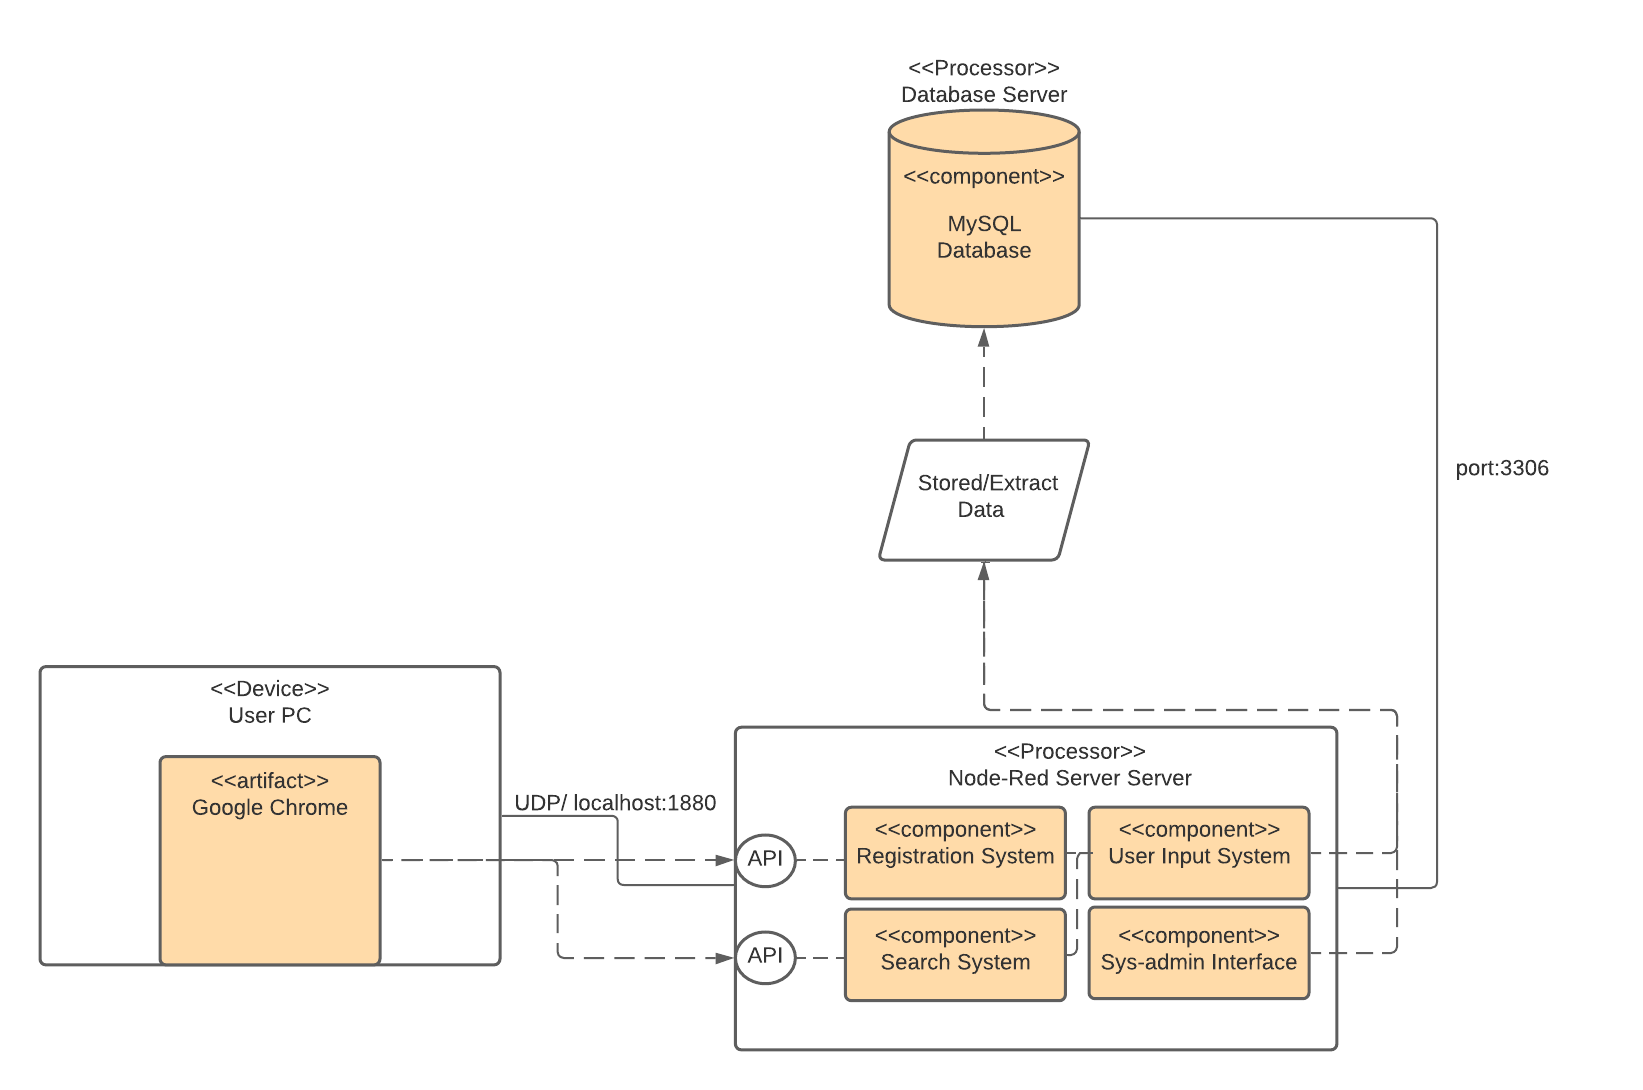 <<Processor>>
Database Server
<<component>>
MySQL
Database
port:3306
Stored/Extract
Data
<<Device>>
User PC
<<artifact>>
Google Chrome
UDP/ localhost:1880
<<Processor>>
Node-Red Server Server
API
<<component>>
Registration System
<<component>>
User Input System
API
<<component>>
Search System
<<component>>
Sys-admin Interface